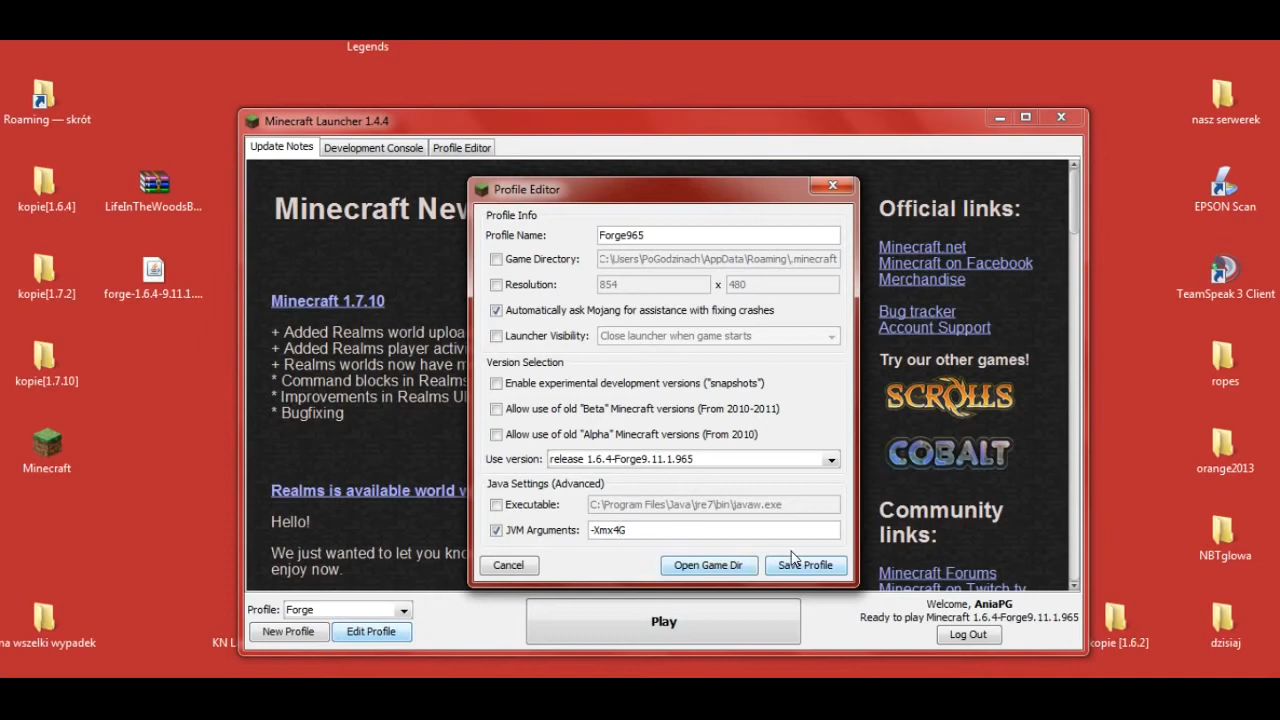 Legends
Roaming — skrót
kopie[1.6.4]
LifeInTheWoodsB...
kopie[1.7.2]
forge-1.6.4-9.11.1....
kopie[1.7.10]
Minecraft
na wszelki wypadek
KN L
nasz serwerek
EPSON Scan
TeamSpeak 3 Client
ropes
orange2013
NBTglowa
kopie [1.6.2]
dzisiaj
Minecraft Launcher 1.4.4
Update Notes
Development Console
Profile Editor
Minecraft New
Minecraft 1.7.10
+ Added Realms world uploa
+ Added Realms player activi
+ Realms worlds now have m
* Command blocks in Realms
* Improvements in Realms UI
* Bugfixing
Realms is available world w
Hello!
We just wanted to let you kno
enjoy now.
Profile Editor
Profile Info
Profile Name: Forge965
Game Directory: C:\Users\PoGodzinach\AppData\Roaming\.minecraft
Resolution: 854 x 480
Automatically ask Mojang for assistance with fixing crashes
Launcher Visibility: Close launcher when game starts
Version Selection
Enable experimental development versions ("snapshots")
Allow use of old "Beta" Minecraft versions (From 2010-2011)
Allow use of old "Alpha" Minecraft versions (From 2010)
Use version: release 1.6.4-Forge9.11.1.965
Java Settings (Advanced)
Executable: C:\Program Files\Java\jre7\bin\javaw.exe
JVM Arguments: -Xmx4G
Cancel
Open Game Dir
Save Profile
Official links:
Minecraft.net
Minecraft on Facebook
Merchandise
Bug tracker
Account Support
Try our other games!
SCROLLS
COBALT
Community
links:
Minecraft Forums
Minecraft on Twitch.tv
Profile: Forge
New Profile
Edit Profile
Play
Welcome, AniaPG
Ready to play Minecraft 1.6.4-Forge9.11.1.965
Log Out